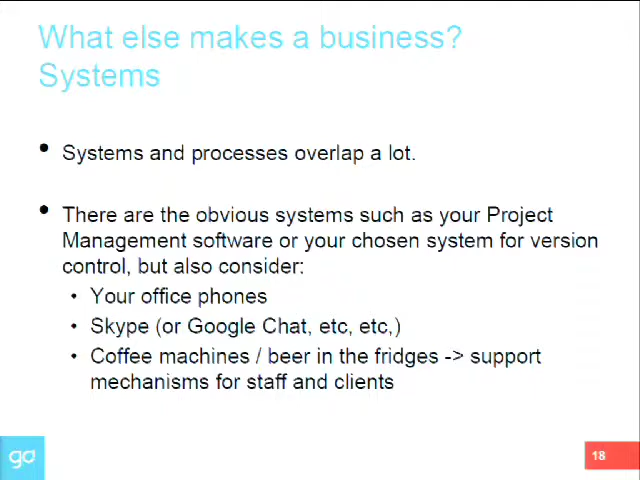 What else makes a business?
Systems
• Systems and processes overlap a lot.
• There are the obvious systems such as your Project
Management software or your chosen system for version
control, but also consider:
• Your office phones
• Skype (or Google Chat, etc, etc,)
• Coffee machines / beer in the fridges -> support
mechanisms for staff and clients
go
18